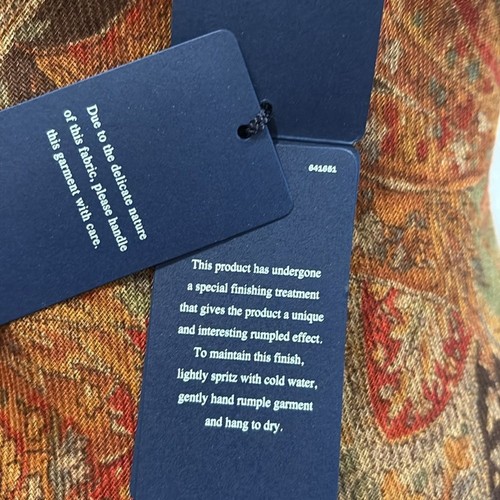 Due to the delicate nature
of this fabric, please handle
this garment with care.
641651
This product has undergone
a special finishing treatment
that gives the product a unique
and interesting rumpled effect.
To maintain this finish,
lightly spritz with cold water,
gently hand rumple garment
and hang to dry.